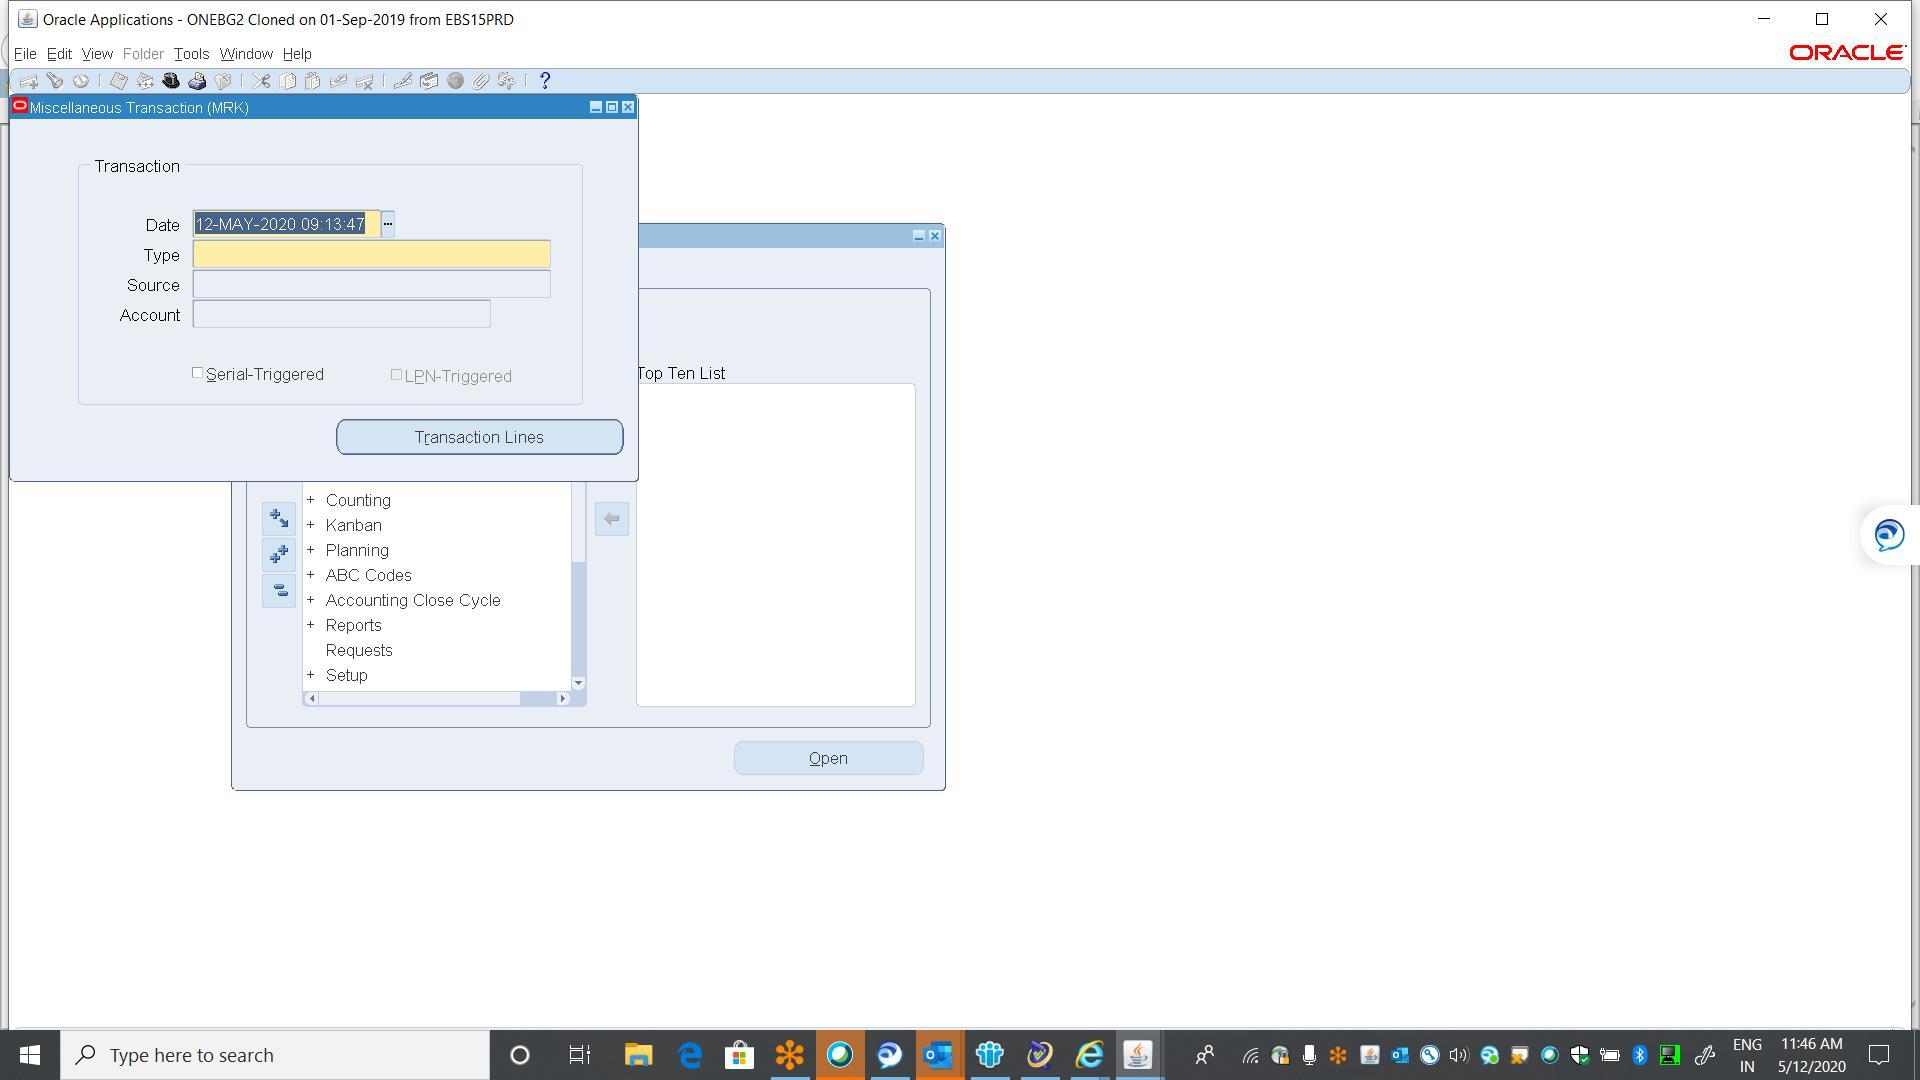 Oracle Applications - ONEBG2 Cloned on 01-Sep-2019 from EBS15PRD
File Edit View Folder Tools Window Help
ORACLE
Miscellaneous Transaction (MRK)
Transaction
Date 12-MAY-2020 09:13:47
Type
Source
Account
Serial-Triggered LPN-Triggered
Transaction Lines
Top Ten List
+ Counting
+ Kanban
+ Planning
+ ABC Codes
+ Accounting Close Cycle
+ Reports
Requests
+ Setup
Open
Type here to search
ENG
IN
11:46 AM
5/12/2020